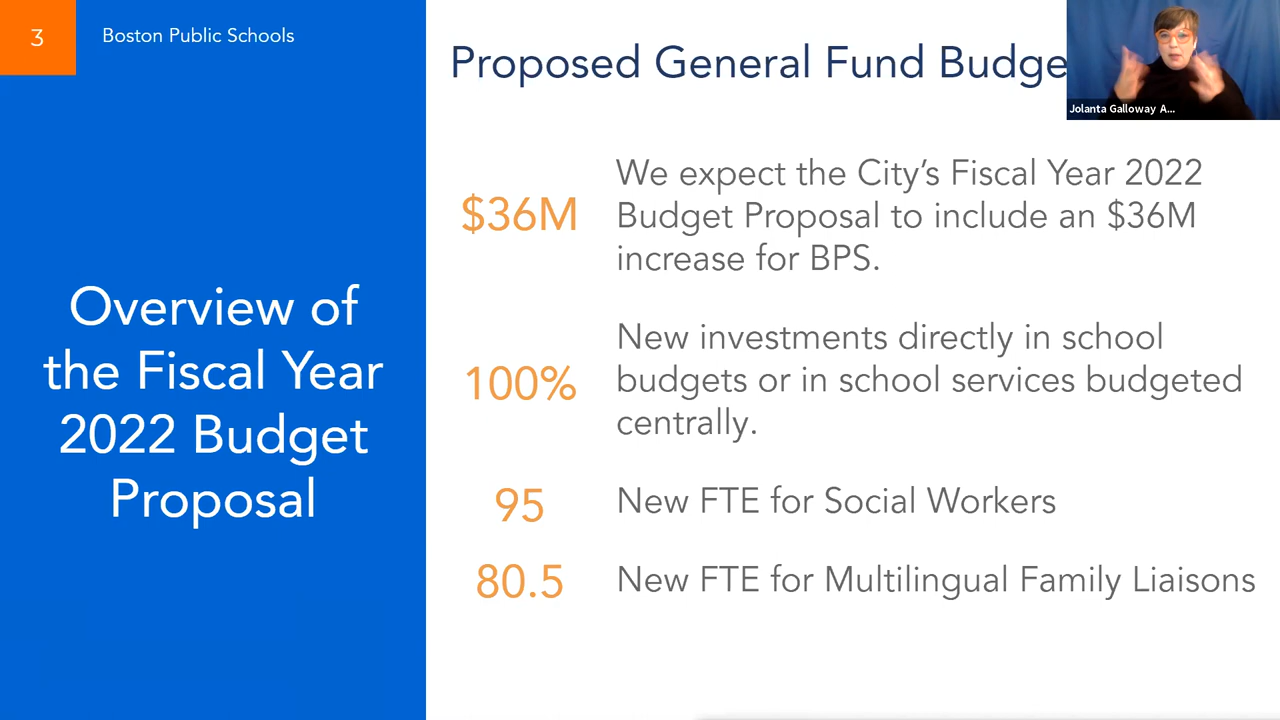 3
Boston Public Schools
Overview of
the Fiscal Year
2022 Budget
Proposal
Proposed General Fund Budge
Jolanta Galloway A...
$36M
We expect the City's Fiscal Year 2022
Budget Proposal to include an $36M
increase for BPS.
100%
New investments directly in school
budgets or in school services budgeted
centrally.
95
New FTE for Social Workers
80.5
New FTE for Multilingual Family Liaisons